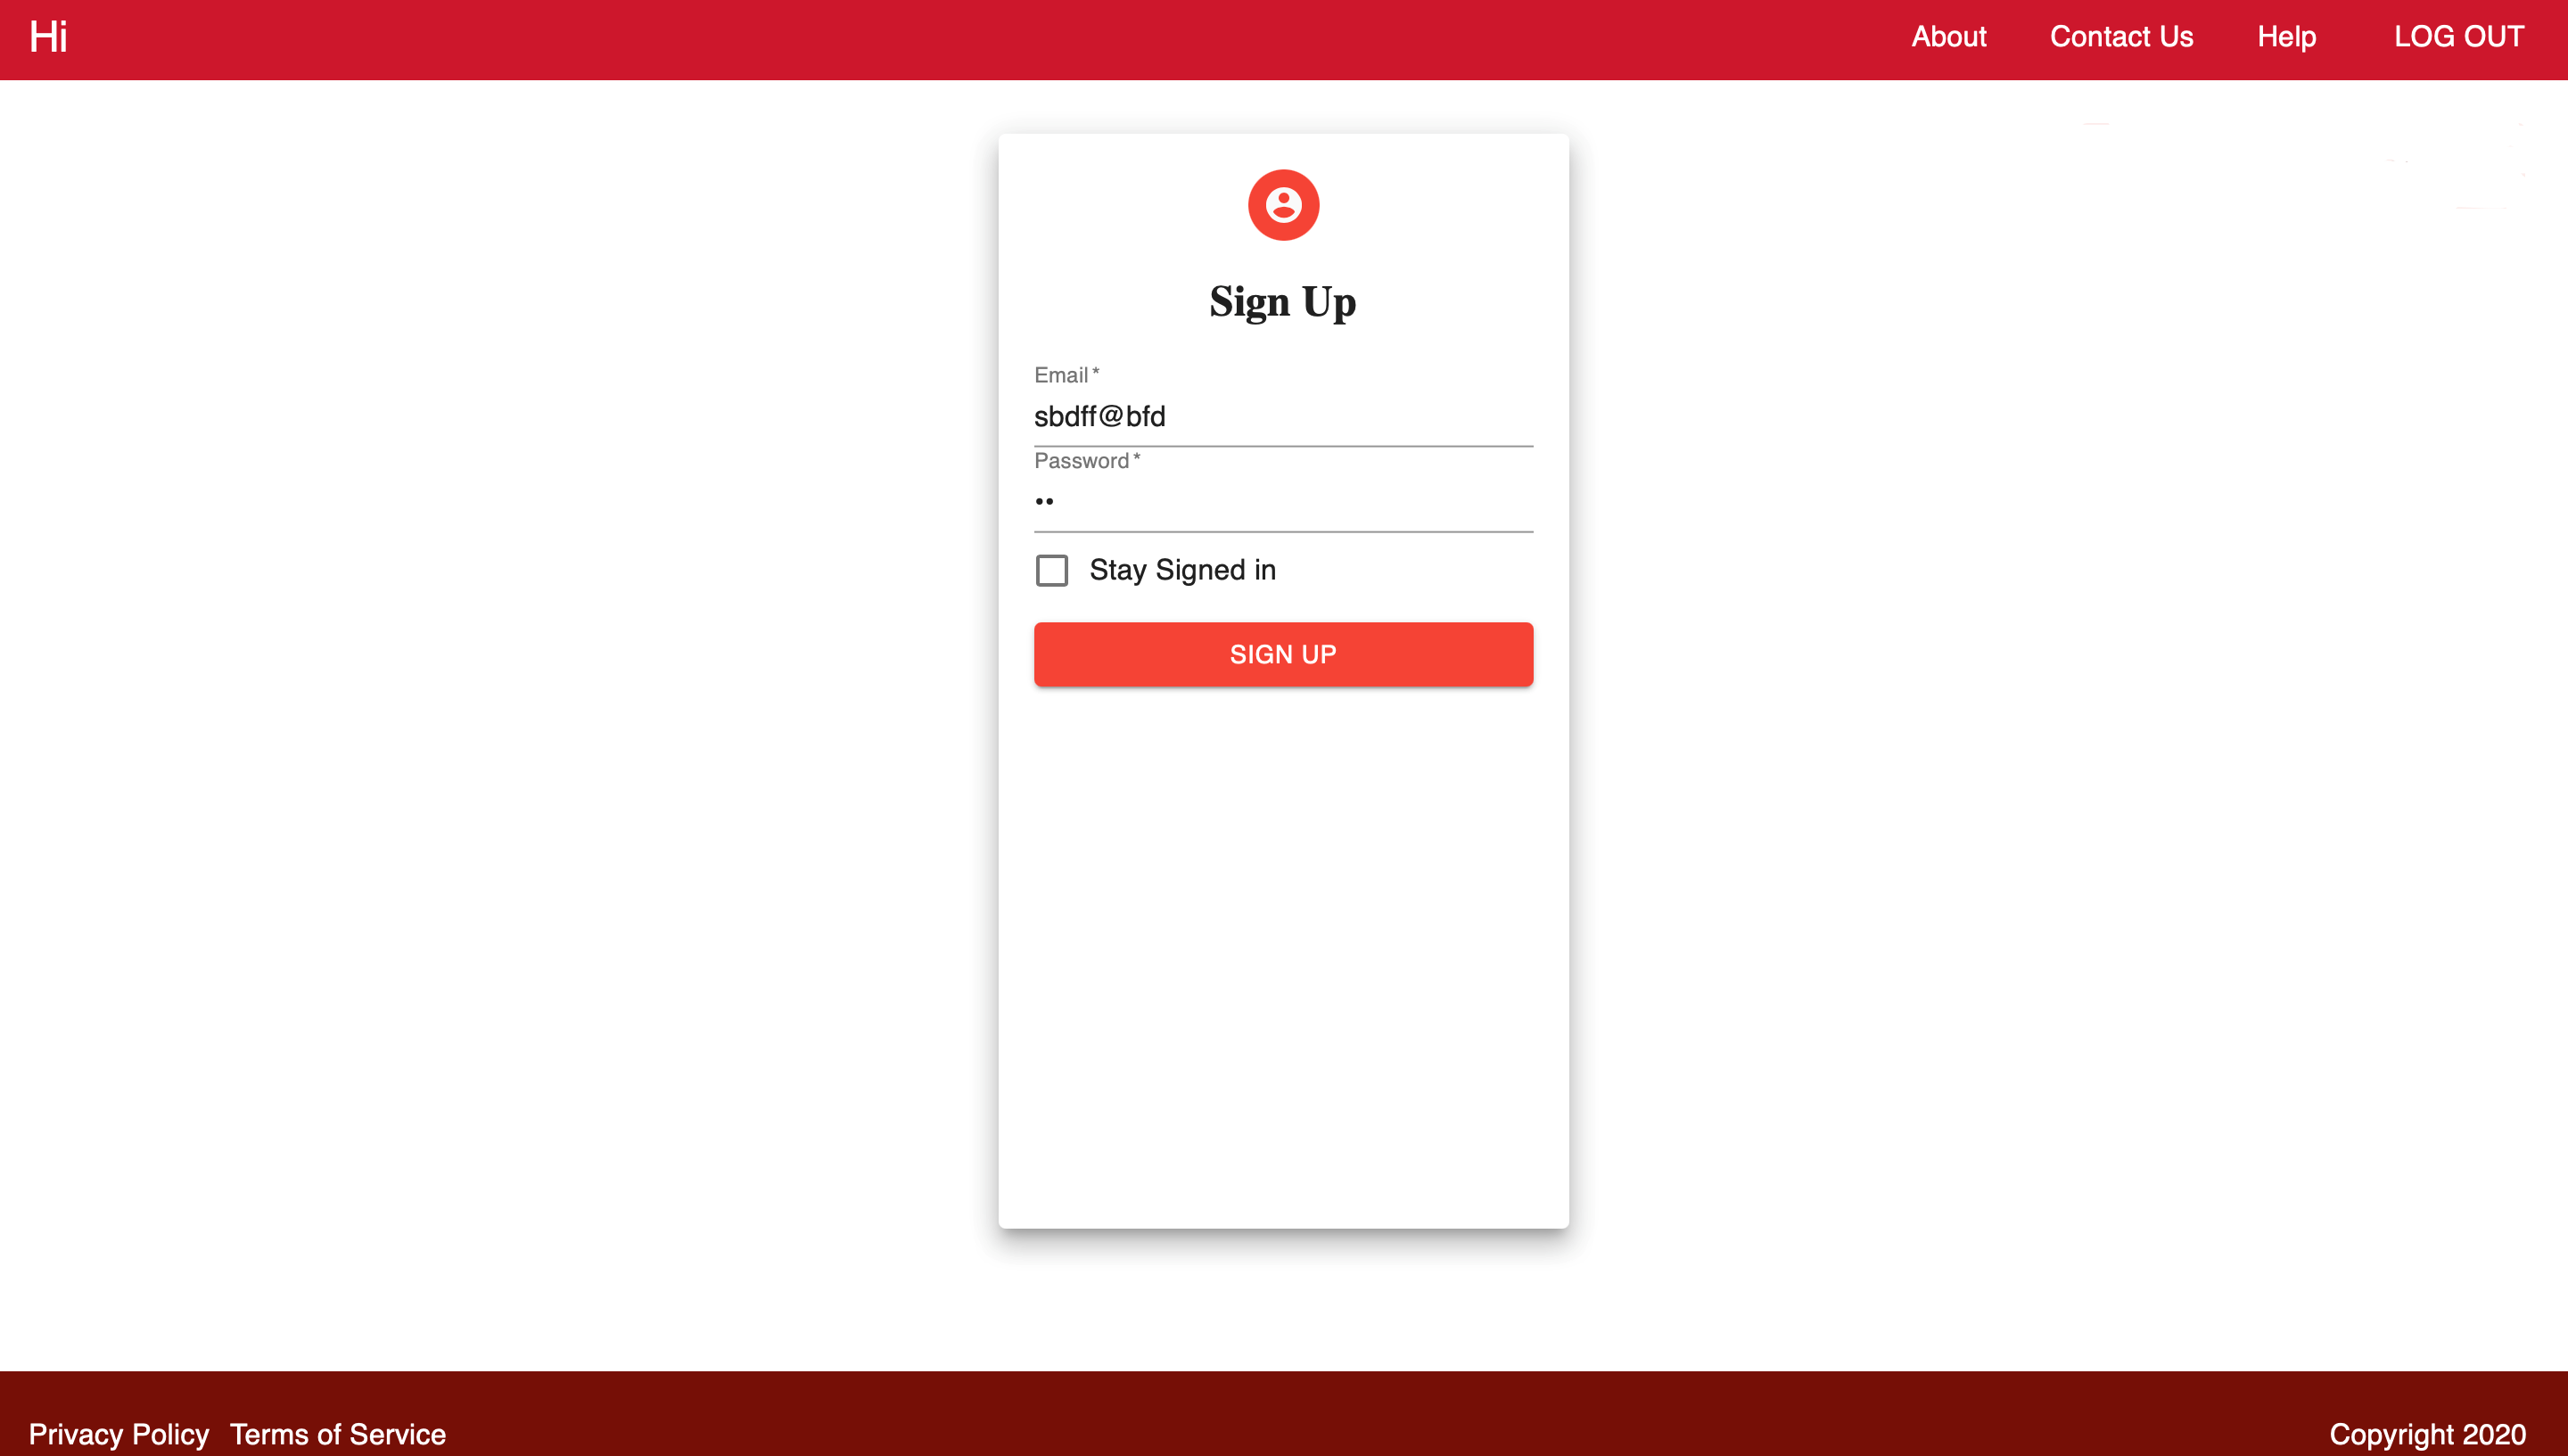 Hi About Contact Us Help LOG OUT
Sign Up
Email *
sbdff@bfd
Password *
••
Stay Signed in
SIGN UP
Privacy Policy Terms of Service Copyright 2020